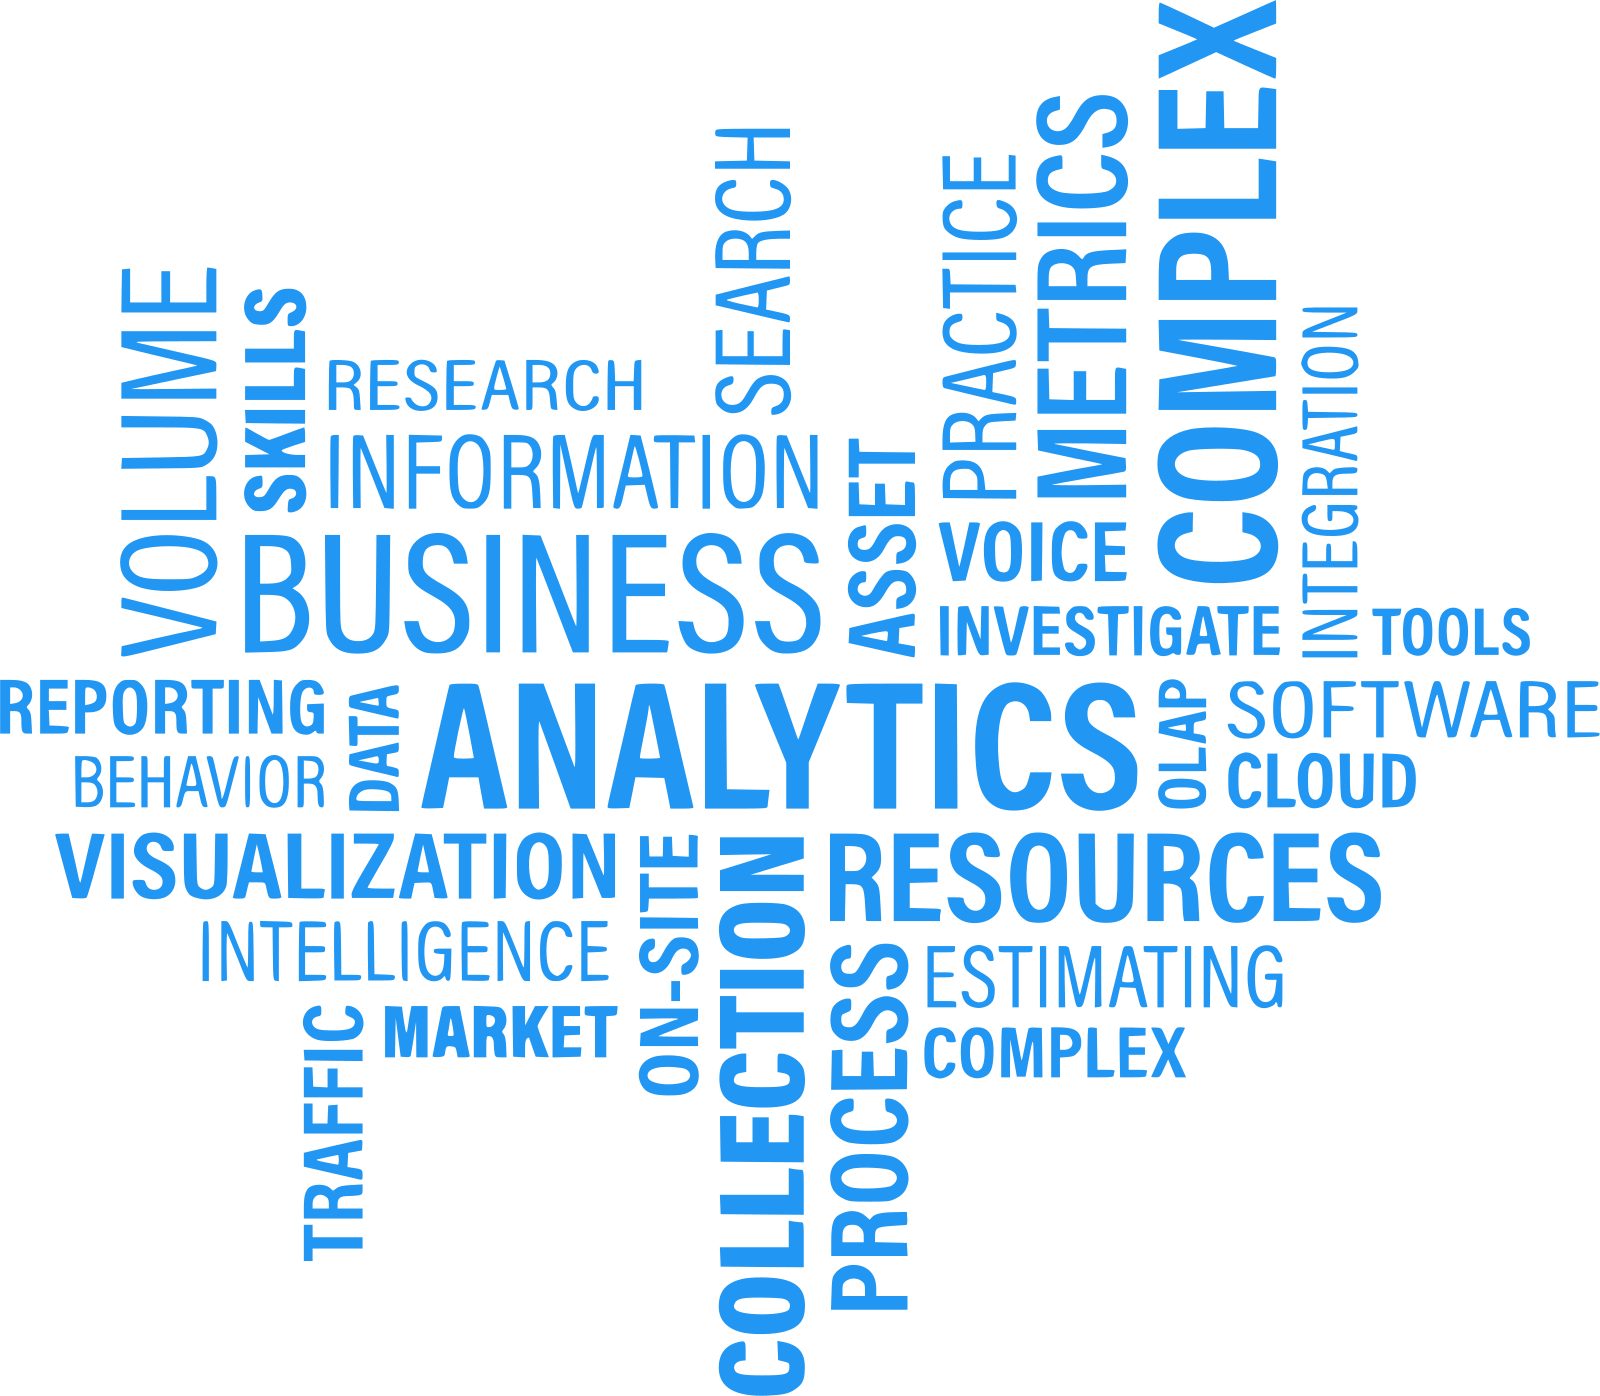 COMPLEX
METRICS
SEARCH
PRACTICE
VOLUME
SKILLS
INTEGRATION
RESEARCH
INFORMATION
ASSET
VOICE
BUSINESS
INVESTIGATE
TOOLS
REPORTING
DATA
ANALYTICS
OLAP
SOFTWARE
BEHAVIOR
CLOUD
VISUALIZATION
ON-SITE
COLLECTION
RESOURCES
INTELLIGENCE
PROCESS
ESTIMATING
TRAFFIC
MARKET
COMPLEX